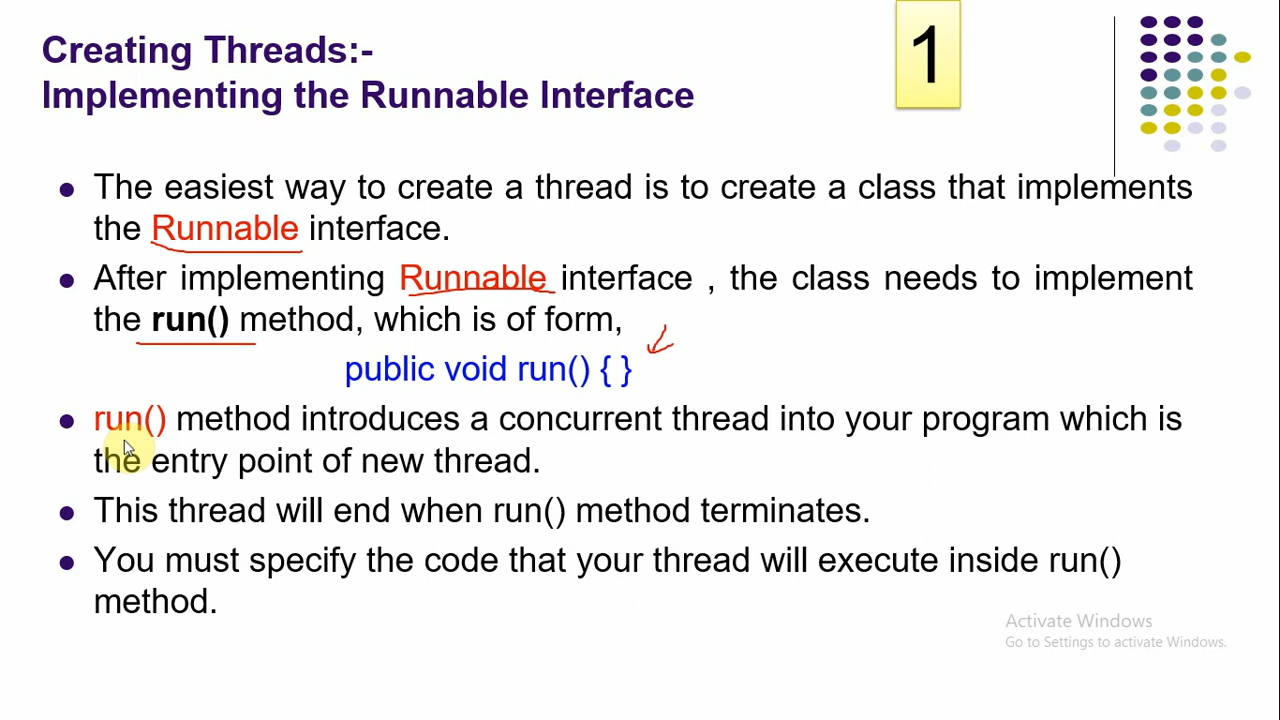 Creating Threads:-
Implementing the Runnable Interface
1
The easiest way to create a thread is to create a class that implements
the Runnable interface.
After implementing Runnable interface , the class needs to implement
the run() method, which is of form,
public void run() { }
run() method introduces a concurrent thread into your program which is
the entry point of new thread.
This thread will end when run() method terminates.
You must specify the code that your thread will execute inside run()
method.
Activate Windows
Go to Settings to activate Windows.